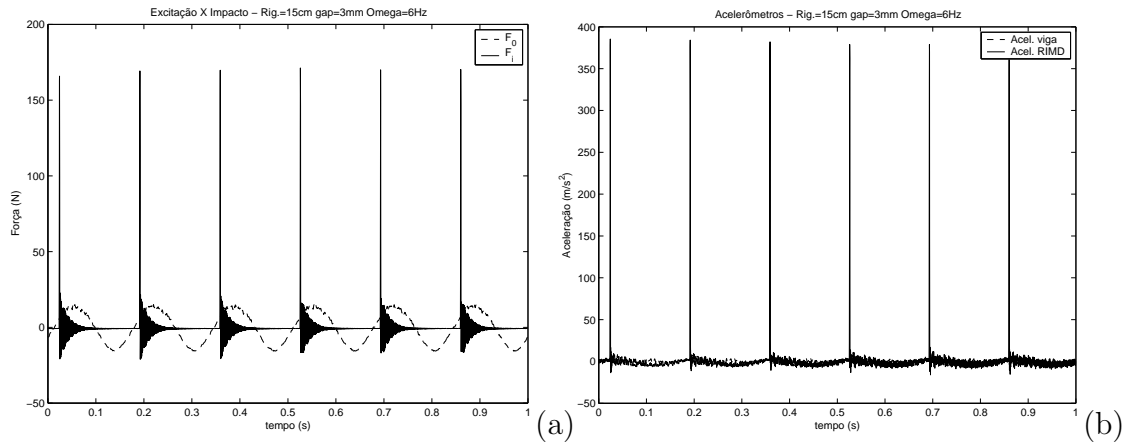 Excitação X Impacto − Rig.=15cm gap=3mm Omega=6Hz
200
150
100
50
0
−50
Força (N)
F_0
F_i
0 0.1 0.2 0.3 0.4 0.5 0.6 0.7 0.8 0.9 1
tempo (s)
(a)
Acelerômetros − Rig.=15cm gap=3mm Omega=6Hz
400
350
300
250
200
150
100
50
0
−50
Aceleração (m/s²)
Acel. viga
Acel. RIMD
0 0.1 0.2 0.3 0.4 0.5 0.6 0.7 0.8 0.9 1
tempo (s)
(b)